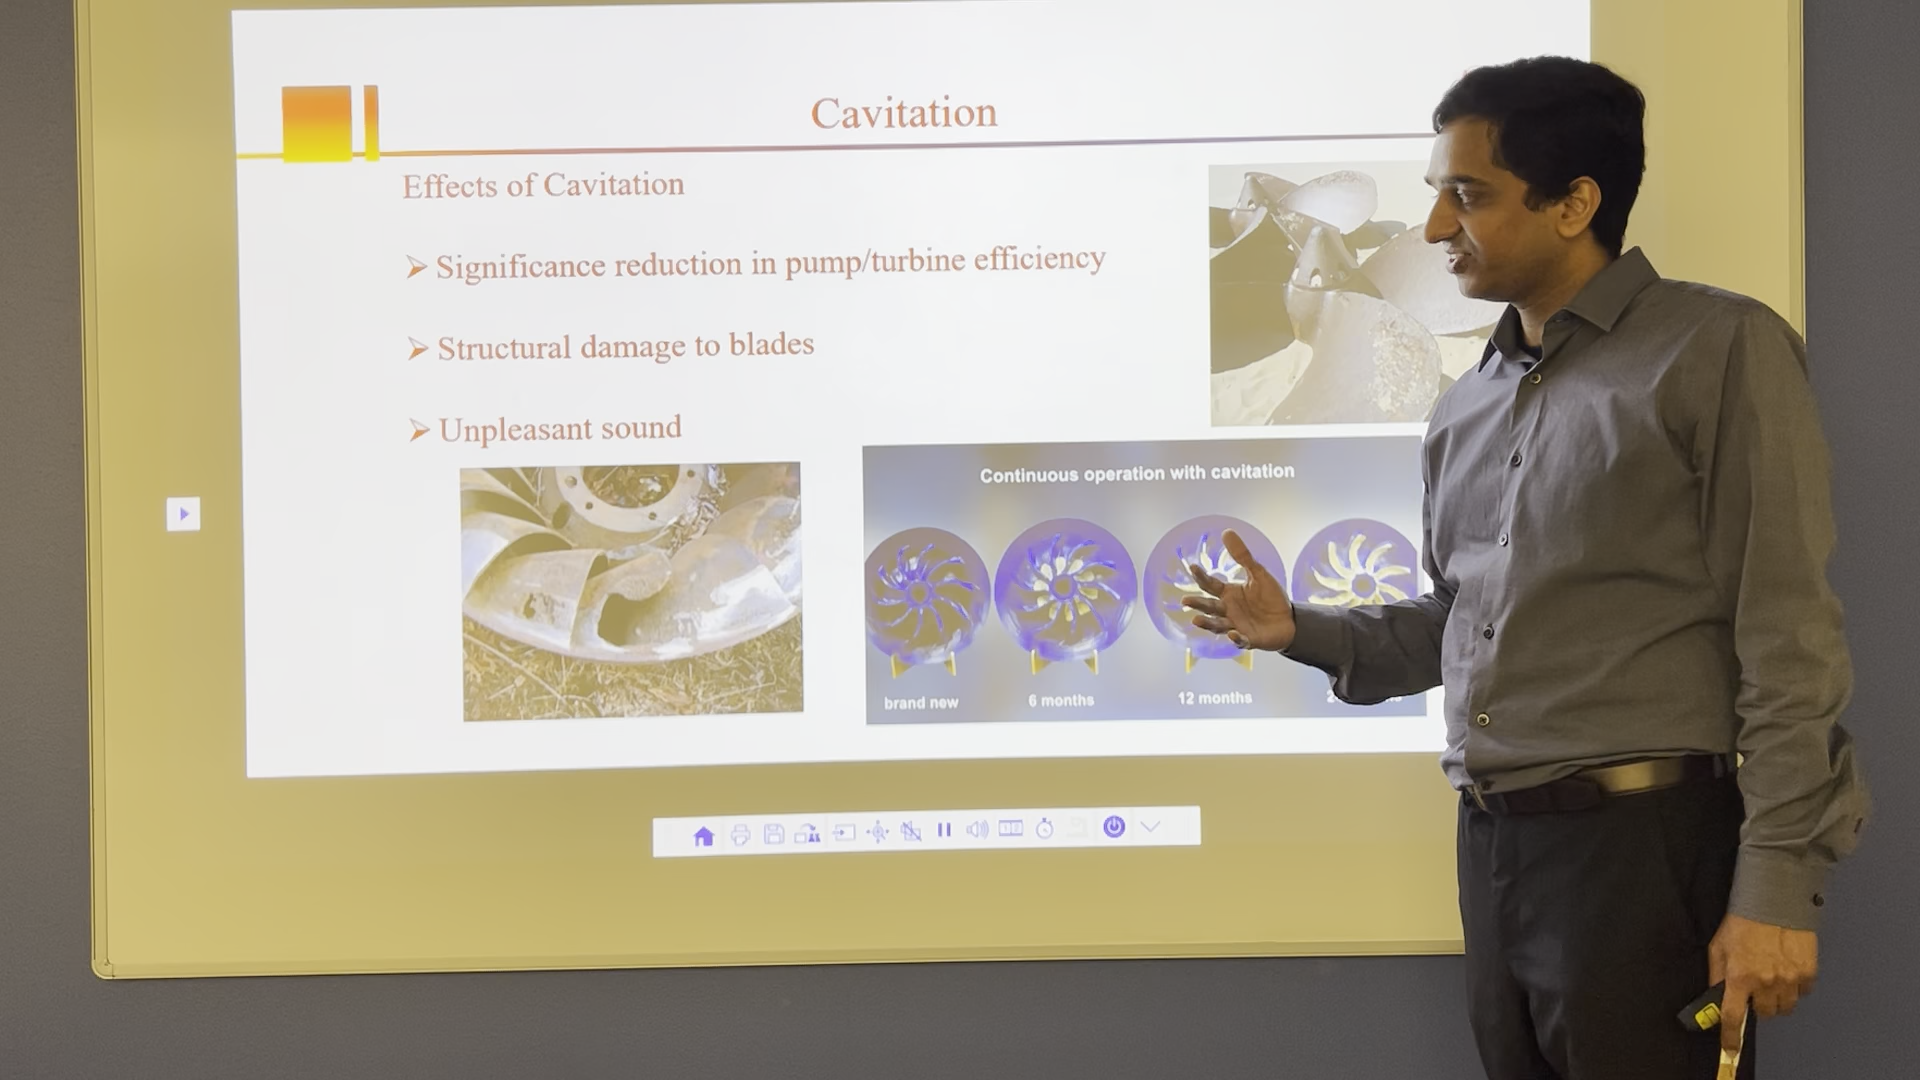 Cavitation
Effects of Cavitation
Significance reduction in pump/turbine efficiency
Structural damage to blades
Unpleasant sound
Continuous operation with cavitation
brand new
6 months
12 months